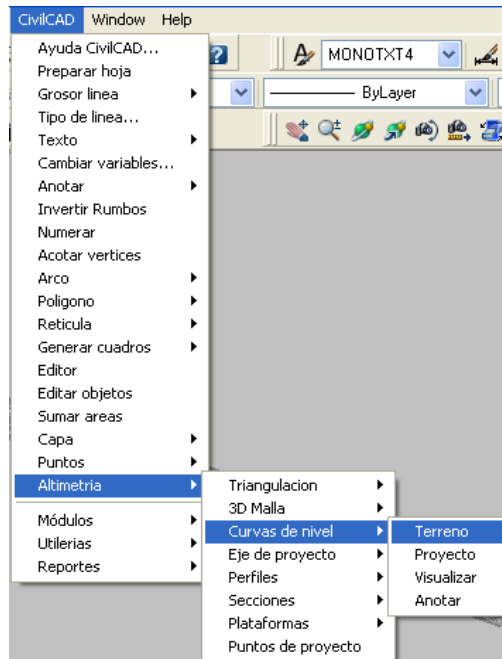 CivilCAD Window Help
MONOTXT4
ByLayer
Ayuda CivilCAD...
Preparar hoja
Grosor linea
Tipo de linea...
Texto
Cambiar variables...
Anotar
Invertir Rumbos
Numerar
Acotar vertices
Arco
Poligono
Reticula
Generar cuadros
Editor
Editar objetos
Sumar areas
Capa
Puntos
Altimetria
Módulos
Utilerias
Reportes
Triangulacion
3D Malla
Curvas de nivel
Eje de proyecto
Perfiles
Secciones
Plataformas
Puntos de proyecto
Terreno
Proyecto
Visualizar
Anotar